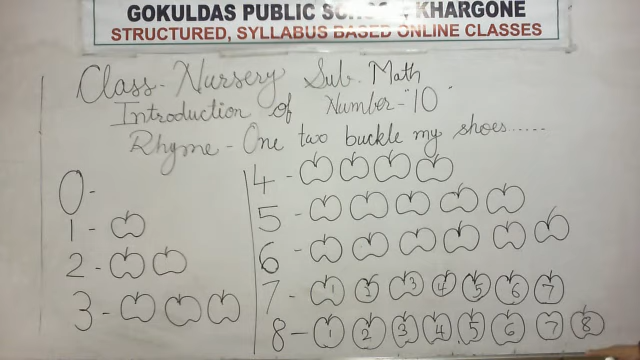 GOKULDAS PUBLIC SCHOOL, KHARGONE
STRUCTURED, SYLLABUS BASED ONLINE CLASSES
Class - Nursery Sub. Math
Introduction of Number - "10"
Rhyme - One two buckle my shoes......
0 -
1 -
2 -
3 -
4 -
5 -
6 -
7 - 1 2 3 4 5 6 7
8 - 1 2 3 4 5 6 7 8